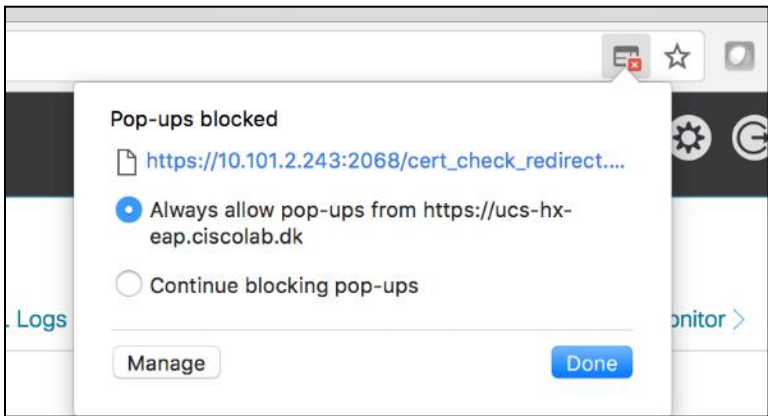 Pop-ups blocked
https://10.101.2.243:2068/cert_check_redirect....
Always allow pop-ups from https://ucs-hx-
eap.ciscolab.dk
Continue blocking pop-ups
. Logs
onitor >
Manage
Done